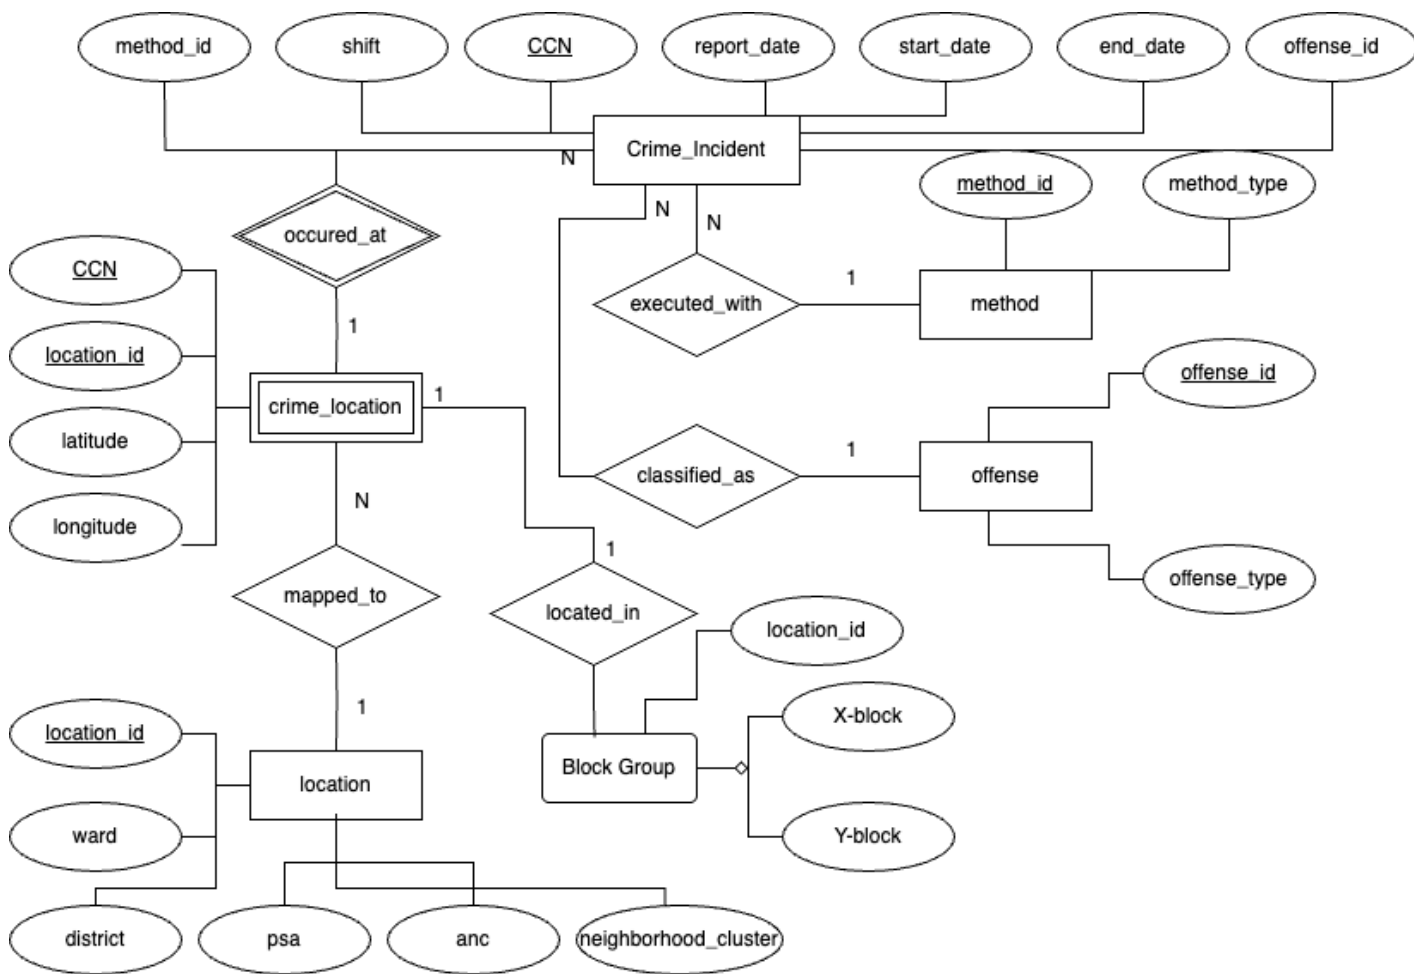 method_id
shift
CCN
report_date
start_date
end_date
offense_id
Crime_Incident
N
method_id
method_type
N
N
occured_at
CCN
executed_with
1
method
1
location_id
offense_id
crime_location
1
latitude
classified_as
1
offense
N
longitude
1
offense_type
mapped_to
located_in
location_id
1
location_id
X-block
Block Group
location
ward
Y-block
district
psa
anc
neighborhood_cluster